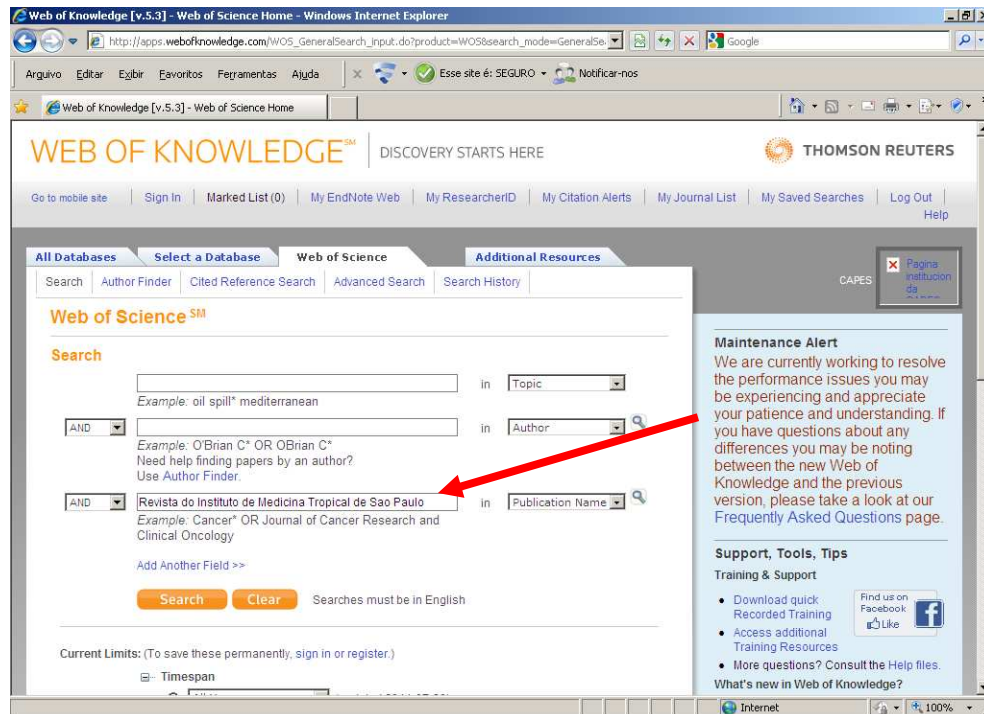 Web of Knowledge [v.5.3] - Web of Science Home - Windows Internet Explorer
http://apps.webofknowledge.com/WOS_GeneralSearch_input.do?product=WOS&search_mode=GeneralSe
Google
Arquivo Editar Exibir Favoritos Ferramentas Ajuda
Esse site é: SEGURO
Notificar-nos
Web of Knowledge [v.5.3] - Web of Science Home
WEB OF KNOWLEDGE SM
DISCOVERY STARTS HERE
THOMSON REUTERS
Go to mobile site
Sign In
Marked List (0)
My EndNote Web
My ResearcherID
My Citation Alerts
My Journal List
My Saved Searches
Log Out
Help
All Databases
Select a Database
Web of Science
Additional Resources
Search
Author Finder
Cited Reference Search
Advanced Search
Search History
CAPES
Pagina
institucion
da
Web of Science SM
Search
in
Topic
Example: oil spill* mediterranean
AND
in
Author
Example: O'Brian C* OR OBrian C*
Need help finding papers by an author?
Use Author Finder.
AND
Revista do Instituto de Medicina Tropical de Sao Paulo
in
Publication Name
Example: Cancer* OR Journal of Cancer Research and
Clinical Oncology
Add Another Field >>
Search
Clear
Searches must be in English
Current Limits: (To save these permanently, sign in or register.)
Timespan
Maintenance Alert
We are currently working to resolve
the performance issues you may
be experiencing and appreciate
your patience and understanding. If
you have questions about any
differences you may be noting
between the new Web of
Knowledge and the previous
version, please take a look at our
Frequently Asked Questions page.
Support, Tools, Tips
Training & Support
Download quick
Recorded Training
Access additional
Training Resources
More questions? Consult the Help files.
Find us on
Facebook
Like
What's new in Web of Knowledge?
Internet
100%